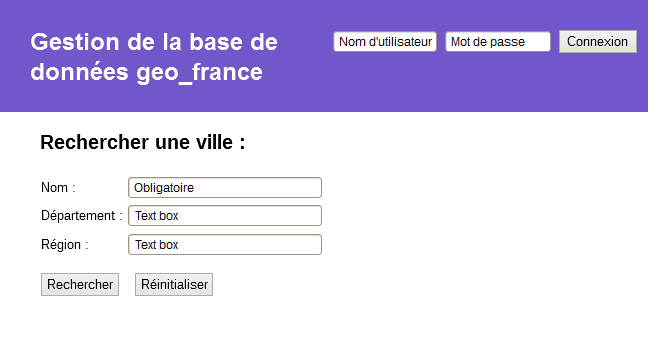 Gestion de la base de
données geo_france
Nom d'utilisateur
Mot de passe
Connexion
Rechercher une ville :
Nom :
Obligatoire
Département :
Text box
Région :
Text box
Rechercher
Réinitialiser